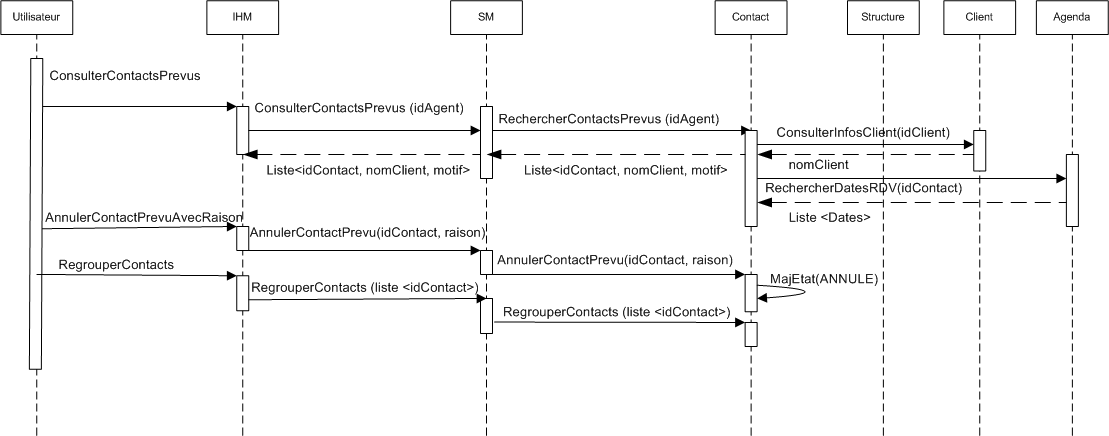 Utilisateur
IHM
SM
Contact
Structure
Client
Agenda
ConsulterContactsPrevus
ConsulterContactsPrevus (idAgent)
RechercherContactsPrevus (idAgent)
ConsulterInfosClient(idClient)
nomClient
Liste<idContact, nomClient, motif>
Liste<idContact, nomClient, motif>
RechercherDatesRDV(idContact)
Liste <Dates>
AnnulerContactPrevuAvecRaison
AnnulerContactPrevu(idContact, raison)
AnnulerContactPrevu(idContact, raison)
RegrouperContacts
MajEtat(ANNULE)
RegrouperContacts (liste <idContact>)
RegrouperContacts (liste <idContact>)